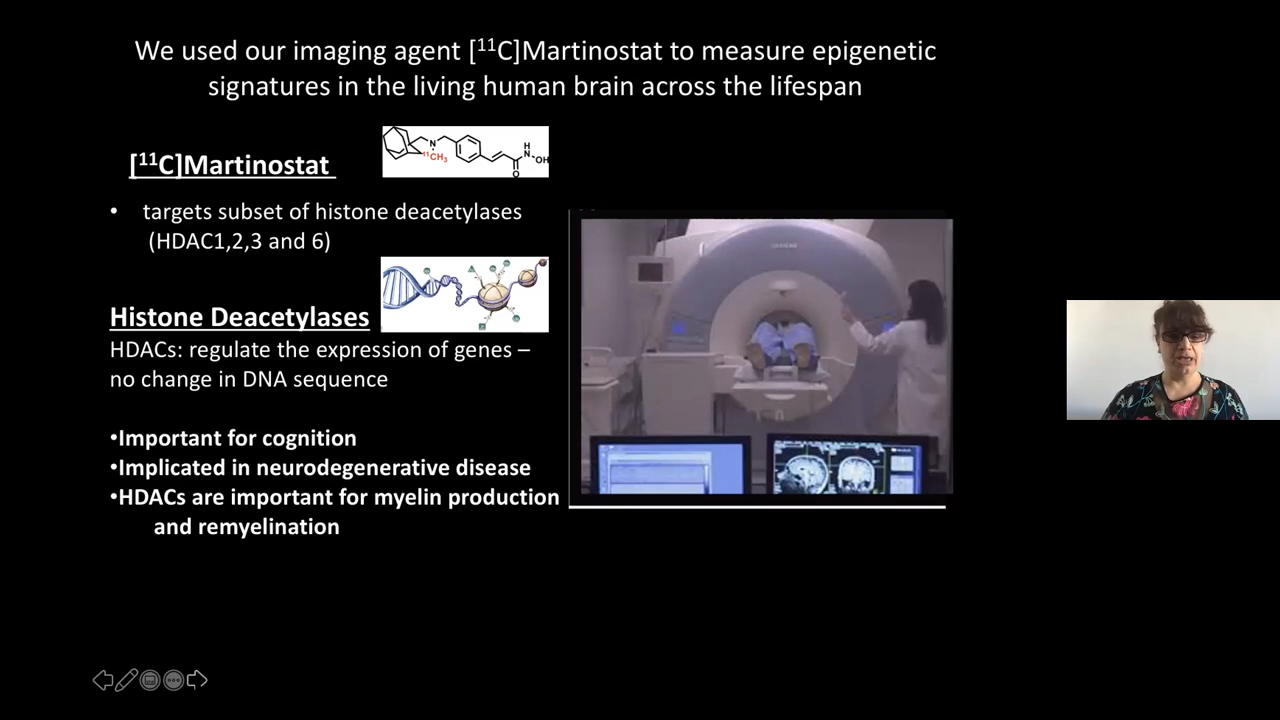 We used our imaging agent [¹¹C]Martinostat to measure epigenetic
signatures in the living human brain across the lifespan
[¹¹C]Martinostat
N
¹¹CH₃
H
N
OH
O
• targets subset of histone deacetylases
(HDAC1,2,3 and 6)
Histone Deacetylases
HDACs: regulate the expression of genes –
no change in DNA sequence
•Important for cognition
•Implicated in neurodegenerative disease
•HDACs are important for myelin production
and remyelination